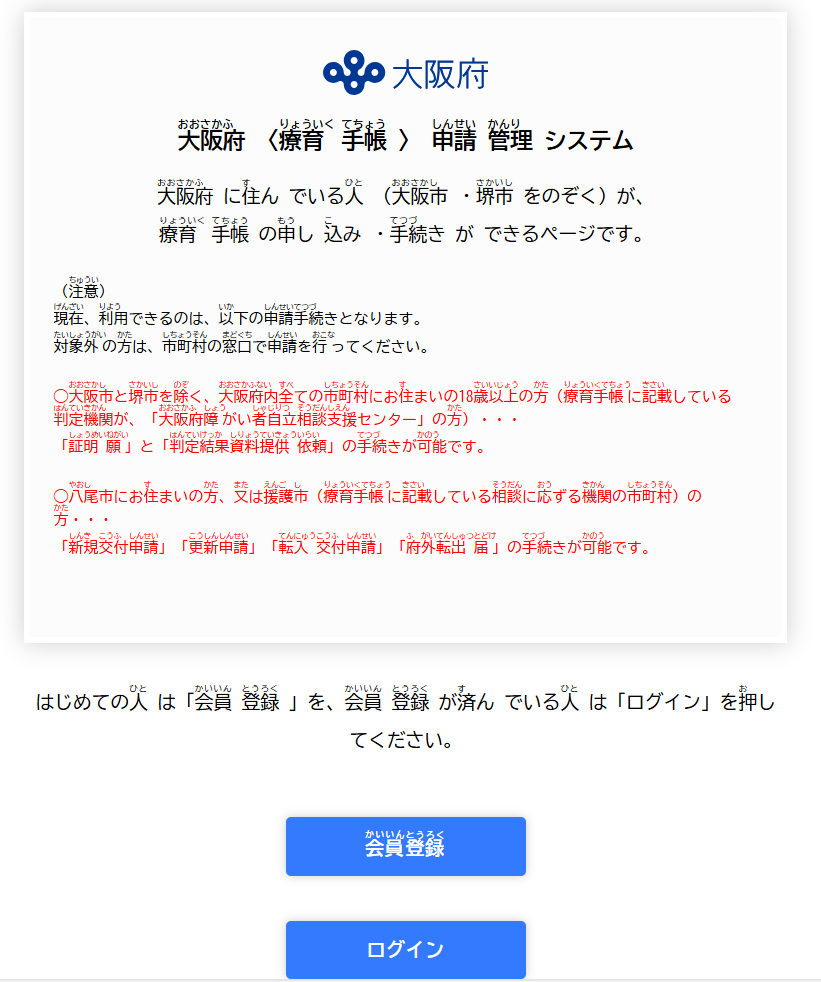 大阪府
大阪府 〈療育 手帳 〉 申請 管理 システム
大阪府 に住ん でいる人 （大阪市 ・堺市 をのぞく）が、
療育 手帳 の申し 込み ・手続き が できるページです。
（注意）
現在、利用できるのは、以下の申請手続きとなります。
対象外の方は、市町村の窓口で申請を行ってください。
〇大阪市と堺市を除く、大阪府内全ての市町村にお住まいの18歳以上の方（療育手帳に記載している
判定機関が、「大阪府障がい者自立相談支援センター」の方）・・・
「証明願」と「判定結果資料提供依頼」の手続きが可能です。
〇八尾市にお住まいの方、又は援護市（療育手帳に記載している相談に応ずる機関の市町村）の
方・・・
「新規交付申請」「更新申請」「転入交付申請」「府外転出届」の手続きが可能です。
はじめての人 は「会員 登録 」を、会員 登録 が済ん でいる人 は「ログイン」を押し
てください。
会員登録
ログイン